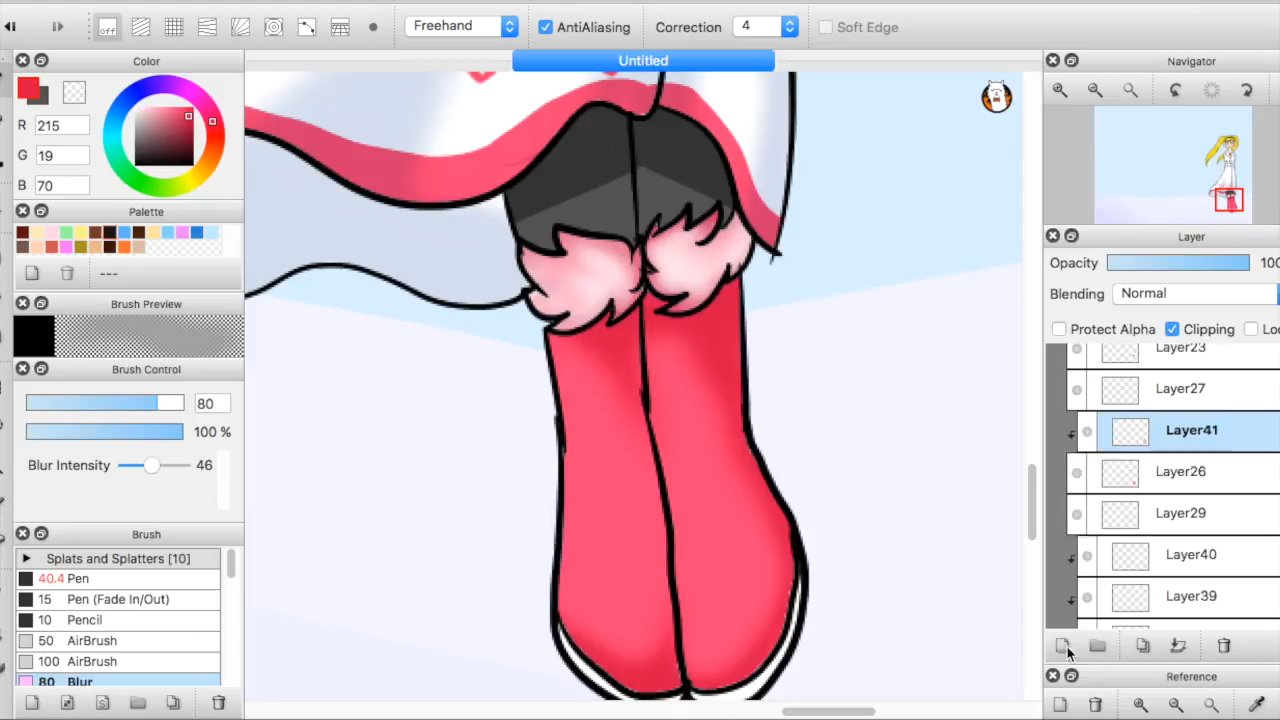 off Freehand AntiAliasing Correction 4 Soft Edge
Untitled
Color
R 215
G 19
B 70
Palette
---
Brush Preview
Brush Control
80
100 %
Blur Intensity 46
Brush
Splats and Splatters [10]
40.4 Pen
15 Pen (Fade In/Out)
10 Pencil
50 AirBrush
100 AirBrush
80 Blur
Navigator
Layer
Opacity 100
Blending Normal
Protect Alpha Clipping Loc
Layer23
Layer27
Layer41
Layer26
Layer29
Layer40
Layer39
Reference